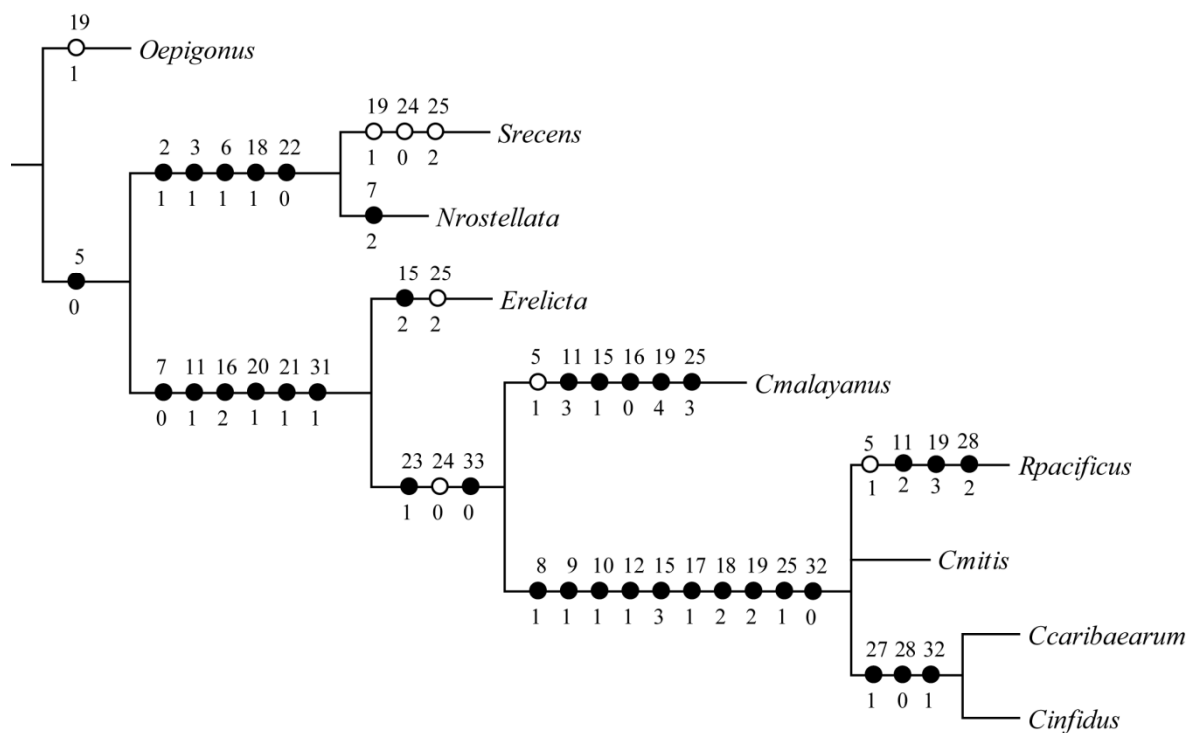 19
1
Oepigonus
19 24 25
1 0 2
Srecens
2 3 6 18 22
1 1 1 1 0
7
2
Nrostellata
5
0
15 25
2 2
Erelicta
7 11 16 20 21 31
0 1 2 1 1 1
5 11 15 16 19 25
1 3 1 0 4 3
Cmalayanus
23 24 33
1 0 0
5 11 19 28
1 2 3 2
Rpacificus
8 9 10 12 15 17 18 19 25 32
1 1 1 1 3 1 2 2 1 0
Cmitis
Ccaribaearum
27 28 32
1 0 1
Cinfidus